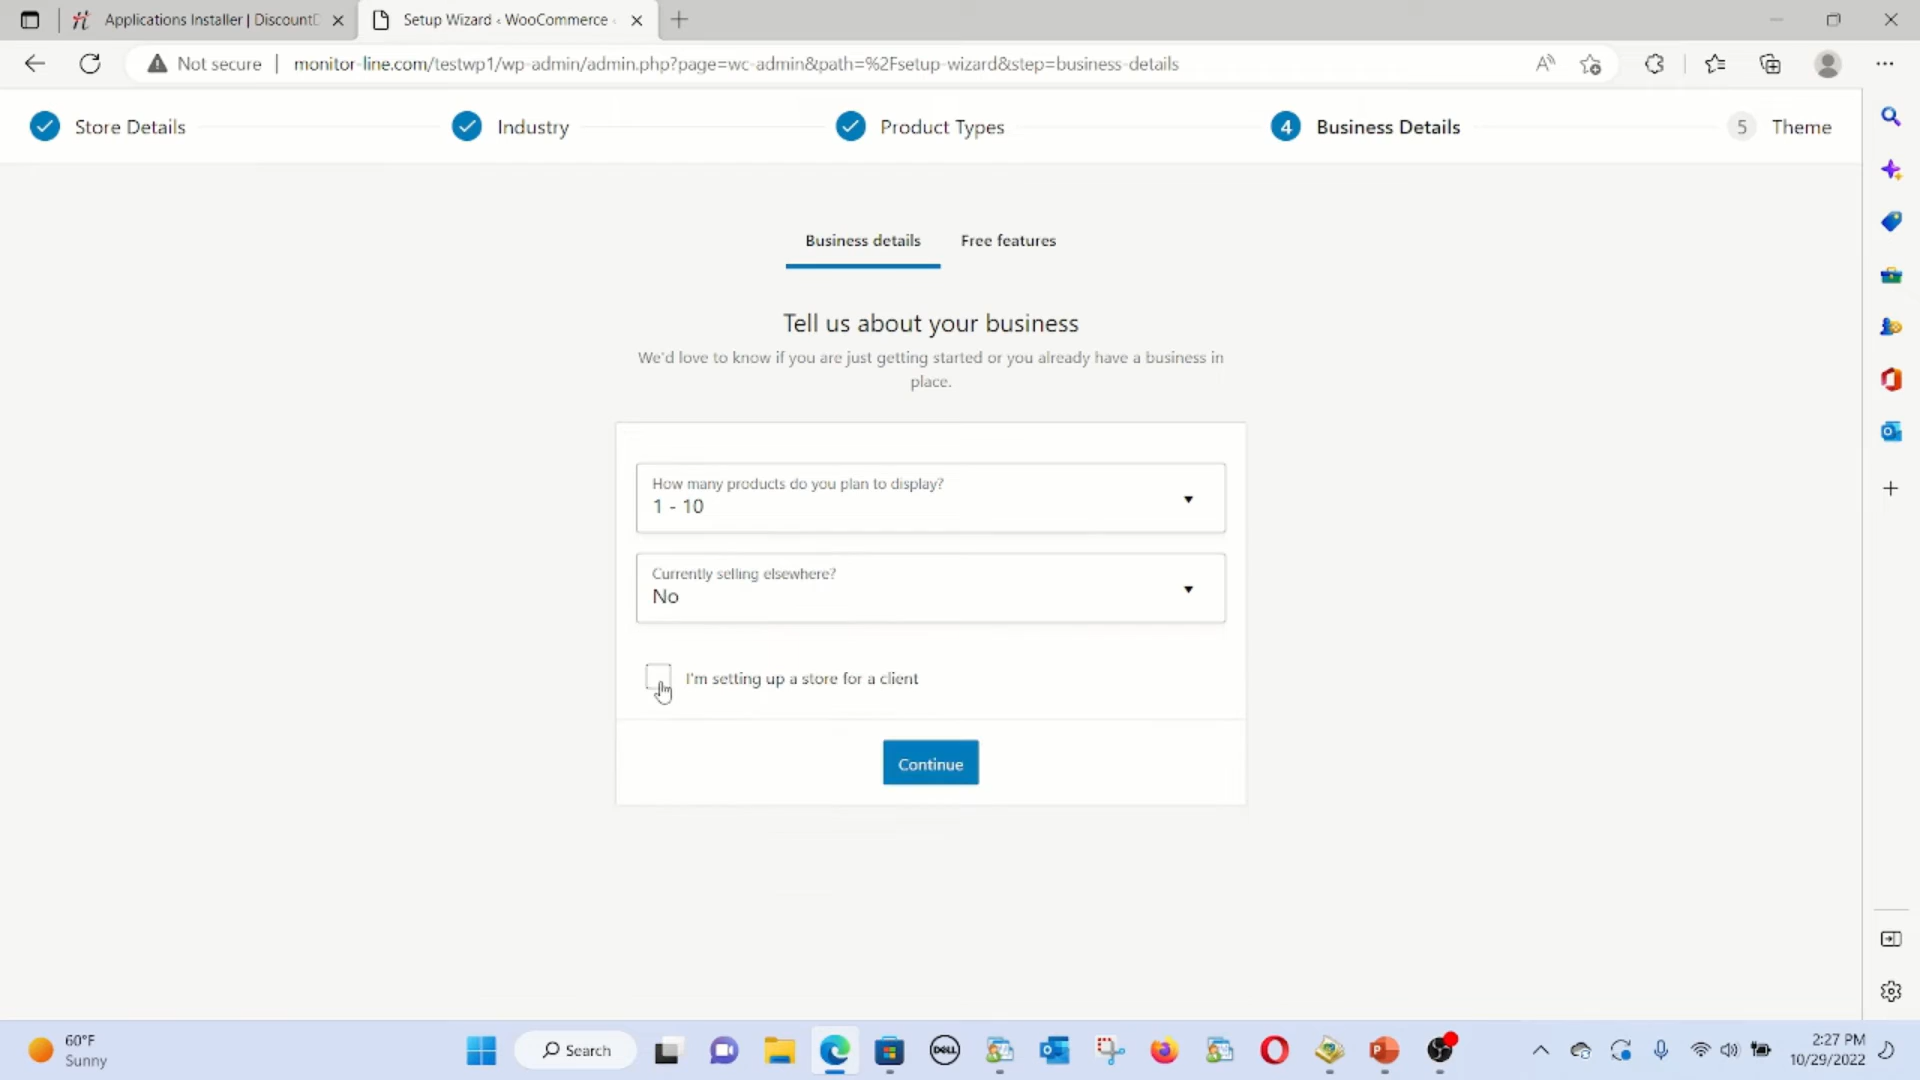 Applications Installer | Discount
Setup Wizard ‹ WooCommerce
Not secure
monitor-line.com/testwp1/wp-admin/admin.php?page=wc-admin&path=%2Fsetup-wizard&step=business-details
Store Details
Industry
Product Types
4 Business Details
5 Theme
Business details
Free features
Tell us about your business
We'd love to know if you are just getting started or you already have a business in
place.
How many products do you plan to display?
1 - 10
Currently selling elsewhere?
No
I'm setting up a store for a client
Continue
60°F
Sunny
Search
DELL
2:27 PM
10/29/2022